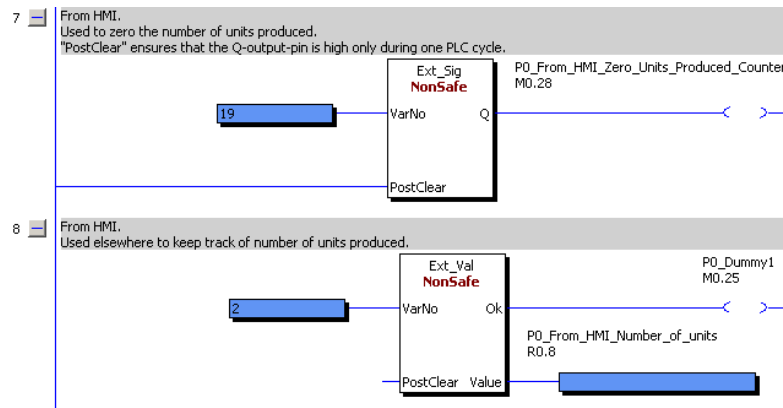 7
From HMI.
Used to zero the number of units produced.
"PostClear" ensures that the Q-output-pin is high only during one PLC cycle.
Ext_Sig
NonSafe
P0_From_HMI_Zero_Units_Produced_Counter
M0.28
19
VarNo Q
PostClear
8
From HMI.
Used elsewhere to keep track of number of units produced.
Ext_Val
NonSafe
P0_Dummy1
M0.25
2
VarNo Ok
P0_From_HMI_Number_of_units
R0.8
PostClear Value